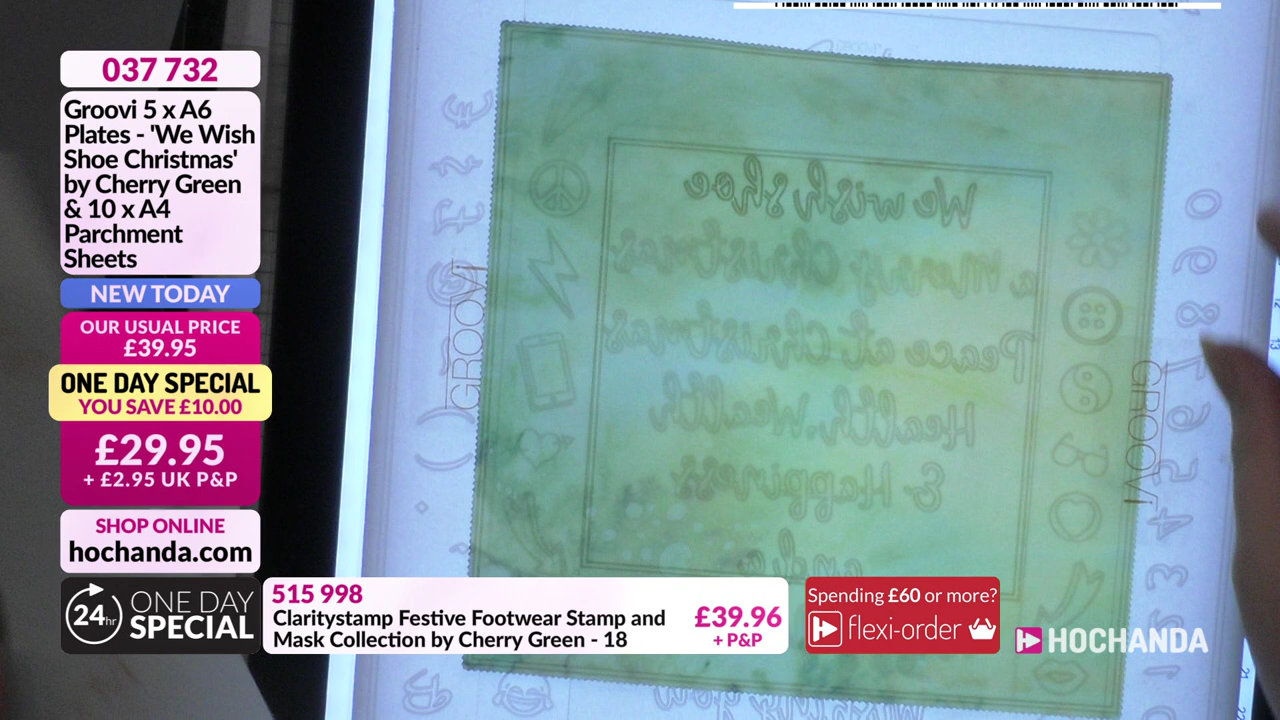 037 732
Groovi 5 x A6
Plates - 'We Wish
Shoe Christmas'
by Cherry Green
& 10 x A4
Parchment
Sheets
NEW TODAY
OUR USUAL PRICE
£39.95
ONE DAY SPECIAL
YOU SAVE £10.00
£29.95
+ £2.95 UK P&P
SHOP ONLINE
hochanda.com
24hr
ONE DAY
SPECIAL
515 998
Claritystamp Festive Footwear Stamp and
Mask Collection by Cherry Green - 18
£39.96
+ P&P
Spending £60 or more?
flexi-order
HOCHANDA
We wish shoe
a Merry Christmas
Peace at Christmas
Health, Wealth
& Happiness
GROOVi
GROOVi